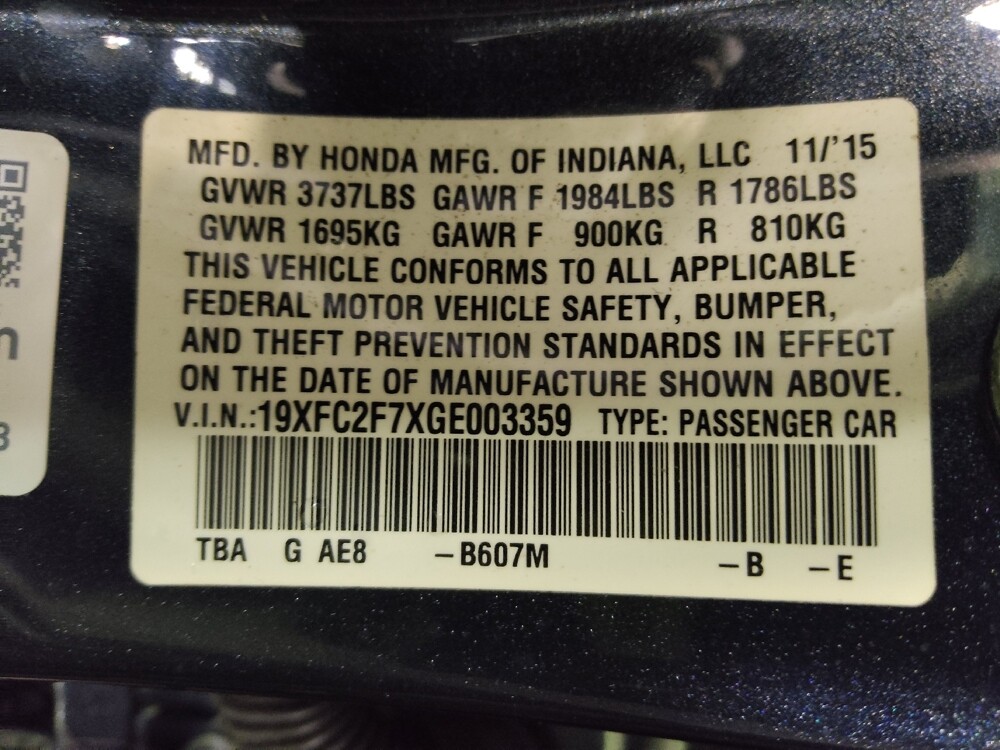 MFD. BY HONDA MFG. OF INDIANA, LLC 11/'15
GVWR 3737LBS GAWR F 1984LBS R 1786LBS
GVWR 1695KG GAWR F 900KG R 810KG
THIS VEHICLE CONFORMS TO ALL APPLICABLE
FEDERAL MOTOR VEHICLE SAFETY, BUMPER,
AND THEFT PREVENTION STANDARDS IN EFFECT
ON THE DATE OF MANUFACTURE SHOWN ABOVE.
V.I.N.:19XFC2F7XGE003359 TYPE: PASSENGER CAR
TBA G AE8 -B607M -B -E